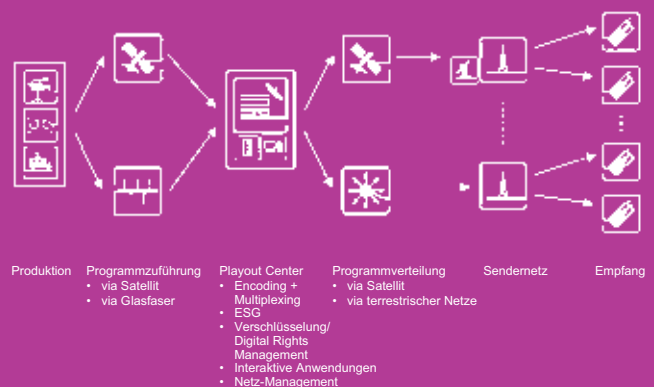 Produktion
Programmzuführung
• via Satellit
• via Glasfaser
Playout Center
• Encoding +
Multiplexing
• ESG
• Verschlüsselung/
Digital Rights
Management
• Interaktive Anwendungen
• Netz-Management
Programmverteilung
• via Satellit
• via terrestrischer Netze
Sendernetz
Empfang